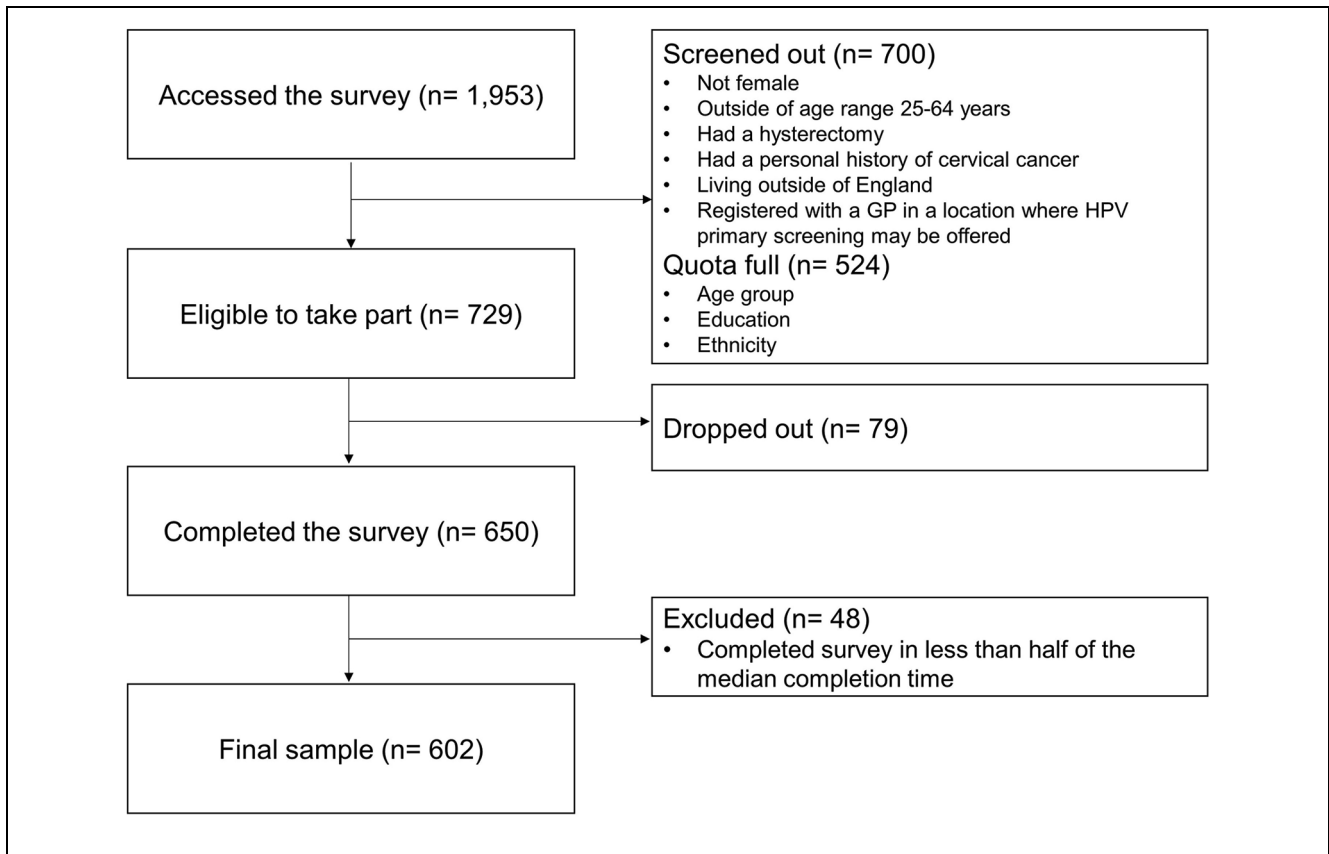 Accessed the survey (n= 1,953)
Screened out (n= 700)
• Not female
• Outside of age range 25-64 years
• Had a hysterectomy
• Had a personal history of cervical cancer
• Living outside of England
• Registered with a GP in a location where HPV
primary screening may be offered
Quota full (n= 524)
• Age group
• Education
• Ethnicity
Eligible to take part (n= 729)
Dropped out (n= 79)
Completed the survey (n= 650)
Excluded (n= 48)
• Completed survey in less than half of the
median completion time
Final sample (n= 602)